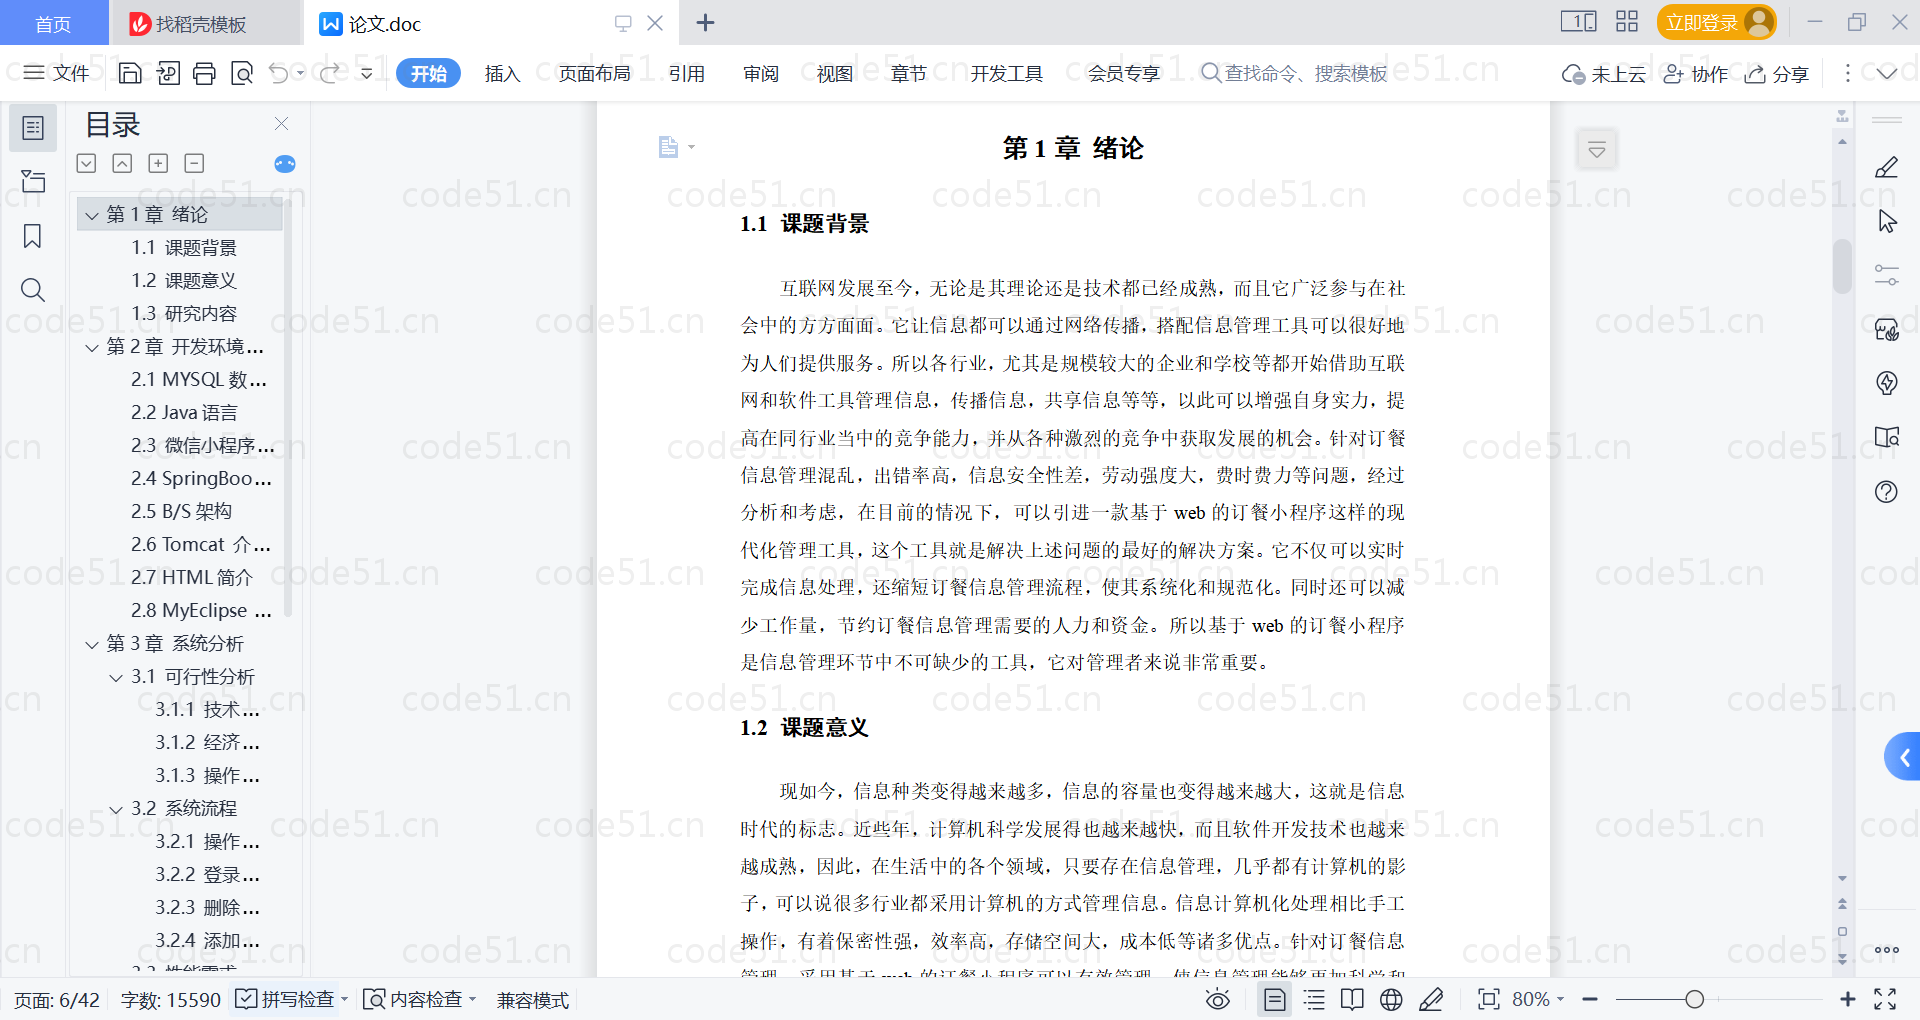 首页
找稻壳模板
论文.doc
立即登录
文件
开始
插入
页面布局
引用
审阅
视图
章节
开发工具
会员专享
查找命令、搜索模板
未上云
协作
分享
目录
第 1 章 绪论
1.1 课题背景
1.2 课题意义
1.3 研究内容
第 2 章 开发环境...
2.1 MYSQL 数...
2.2 Java 语言
2.3 微信小程序...
2.4 SpringBoo...
2.5 B/S 架构
2.6 Tomcat 介...
2.7 HTML 简介
2.8 MyEclipse ...
第 3 章 系统分析
3.1 可行性分析
3.1.1 技术...
3.1.2 经济...
3.1.3 操作...
3.2 系统流程
3.2.1 操作...
3.2.2 登录...
3.2.3 删除...
3.2.4 添加...
第 1 章 绪论
1.1 课题背景
互联网发展至今，无论是其理论还是技术都已经成熟，而且它广泛参与在社
会中的方方面面。它让信息都可以通过网络传播，搭配信息管理工具可以很好地
为人们提供服务。所以各行业，尤其是规模较大的企业和学校等都开始借助互联
网和软件工具管理信息，传播信息，共享信息等等，以此可以增强自身实力，提
高在同行业当中的竞争能力，并从各种激烈的竞争中获取发展的机会。针对订餐
信息管理混乱，出错率高，信息安全性差，劳动强度大，费时费力等问题，经过
分析和考虑，在目前的情况下，可以引进一款基于 web 的订餐小程序这样的现
代化管理工具，这个工具就是解决上述问题的最好的解决方案。它不仅可以实时
完成信息处理，还缩短订餐信息管理流程，使其系统化和规范化。同时还可以减
少工作量，节约订餐信息管理需要的人力和资金。所以基于 web 的订餐小程序
是信息管理环节中不可缺少的工具，它对管理者来说非常重要。
1.2 课题意义
现如今，信息种类变得越来越多，信息的容量也变得越来越大，这就是信息
时代的标志。近些年，计算机科学发展得也越来越快，而且软件开发技术也越来
越成熟，因此，在生活中的各个领域，只要存在信息管理，几乎都有计算机的影
子，可以说很多行业都采用计算机的方式管理信息。信息计算机化处理相比手工
操作，有着保密性强，效率高，存储空间大，成本低等诸多优点。针对订餐信息
管理，采用基于 web 的订餐小程序可以有效管理，使信息管理能够更加科学和
页面: 6/42
字数: 15590
拼写检查
内容检查
兼容模式
80%
code51.cn